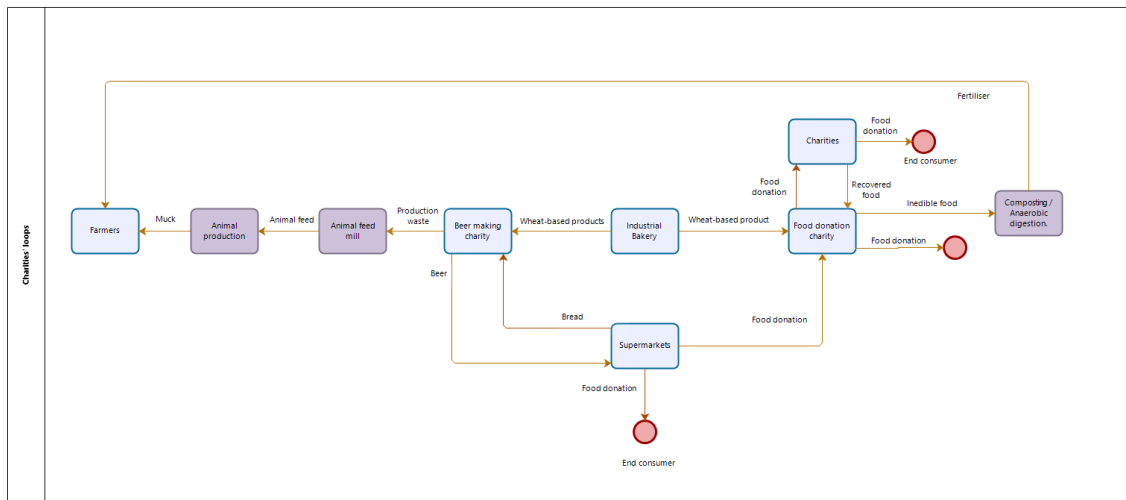 Charities' loops
Fertiliser
Charities
Food
donation
End consumer
Food
donation
Recovered
food
Farmers
Muck
Animal
production
Animal feed
Animal feed
mill
Production
waste
Beer making
charity
Wheat-based products
Industrial
Bakery
Wheat-based product
Food donation
charity
Inedible food
Composting /
Anaerobic
digestion.
Food donation
Beer
Bread
Supermarkets
Food donation
Food donation
End consumer